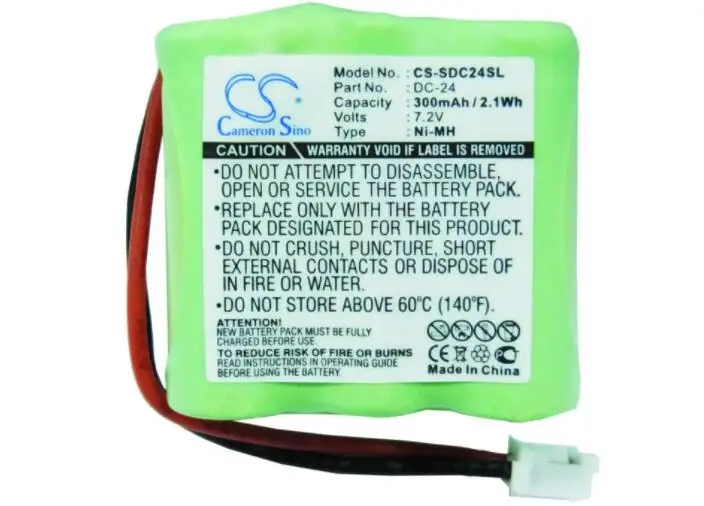 CS
Cameron Sino
Model No.: CS-SDC24SL
Part No. : DC-24
Capacity : 300mAh / 2.1Wh
Volts : 7.2V
Type : Ni-MH
CAUTION WARRANTY VOID IF LABEL IS REMOVED
•DO NOT ATTEMPT TO DISASSEMBLE,
OPEN OR SERVICE THE BATTERY PACK.
•REPLACE ONLY WITH THE BATTERY
PACK DESIGNATED FOR THIS PRODUCT.
•DO NOT CRUSH, PUNCTURE, SHORT
EXTERNAL CONTACTS OR DISPOSE OF
IN FIRE OR WATER.
•DO NOT STORE ABOVE 60℃ (140℉).
ATTENTION!
NEW BATTERY PACK MUST BE FULLY
CHARGED BEFORE USE.
TO REDUCE RISK OF FIRE OR BURNS
READ INSTRUCTIONS IN OPERATING GUIDE
BEFORE USING BATTERY PACK.
CE
Made In China